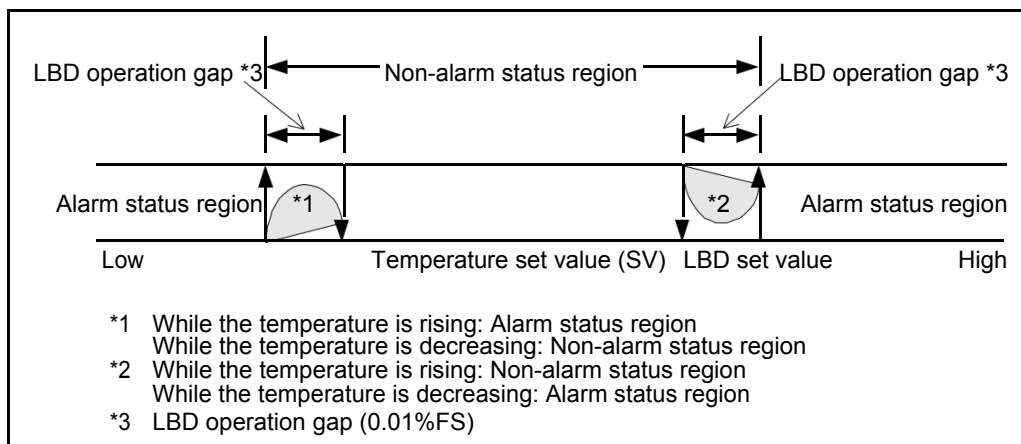 LBD operation gap *3
Non-alarm status region
LBD operation gap *3
Alarm status region
*1
*2
Alarm status region
Low
Temperature set value (SV)
LBD set value
High
*1 While the temperature is rising: Alarm status region
While the temperature is decreasing: Non-alarm status region
*2 While the temperature is rising: Non-alarm status region
While the temperature is decreasing: Alarm status region
*3 LBD operation gap (0.01%FS)